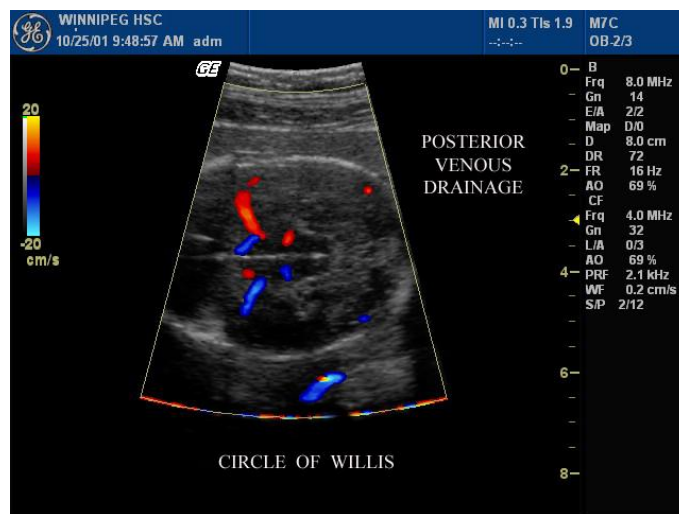 WINNIPEG HSC
10/25/01 9:48:57 AM adm
MI 0.3 TIs 1.9
--:--:--
M7C
OB-2/3
GE
20
-20
cm/s
POSTERIOR
VENOUS
DRAINAGE
CIRCLE OF WILLIS
0
2
4
6
8
B
Frq 8.0 MHz
Gn 14
E/A 2/2
Map D/0
D 8.0 cm
DR 72
FR 16 Hz
AO 69 %
CF
Frq 4.0 MHz
Gn 32
L/A 0/3
AO 69 %
PRF 2.1 kHz
WF 0.2 cm/s
S/P 2/12